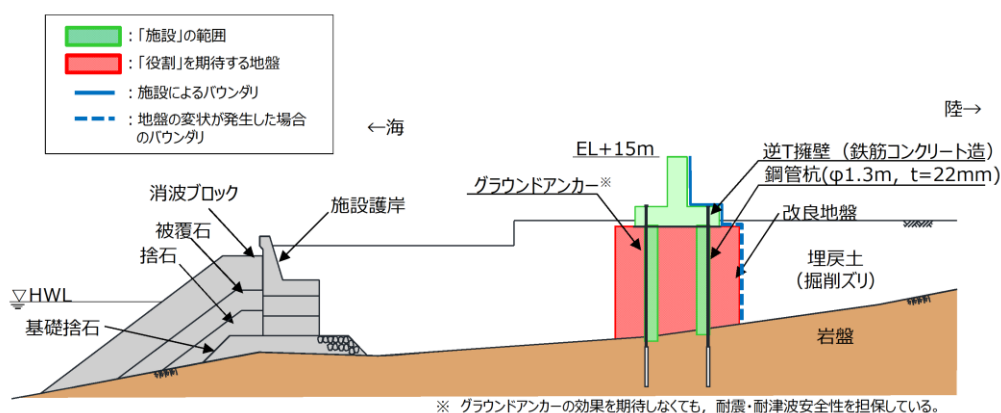 ：「施設」の範囲
：「役割」を期待する地盤
：施設によるバウンダリ
：地盤の変状が発生した場合
のバウンダリ
←海
陸→
EL+15m
逆T擁壁（鉄筋コンクリート造）
グラウンドアンカー※
鋼管杭(φ1.3m, t=22mm)
消波ブロック
施設護岸
改良地盤
被覆石
捨石
埋戻土
（掘削ズリ）
▽HWL
基礎捨石
岩盤
※ グラウンドアンカーの効果を期待しなくても，耐震・耐津波安全性を担保している。